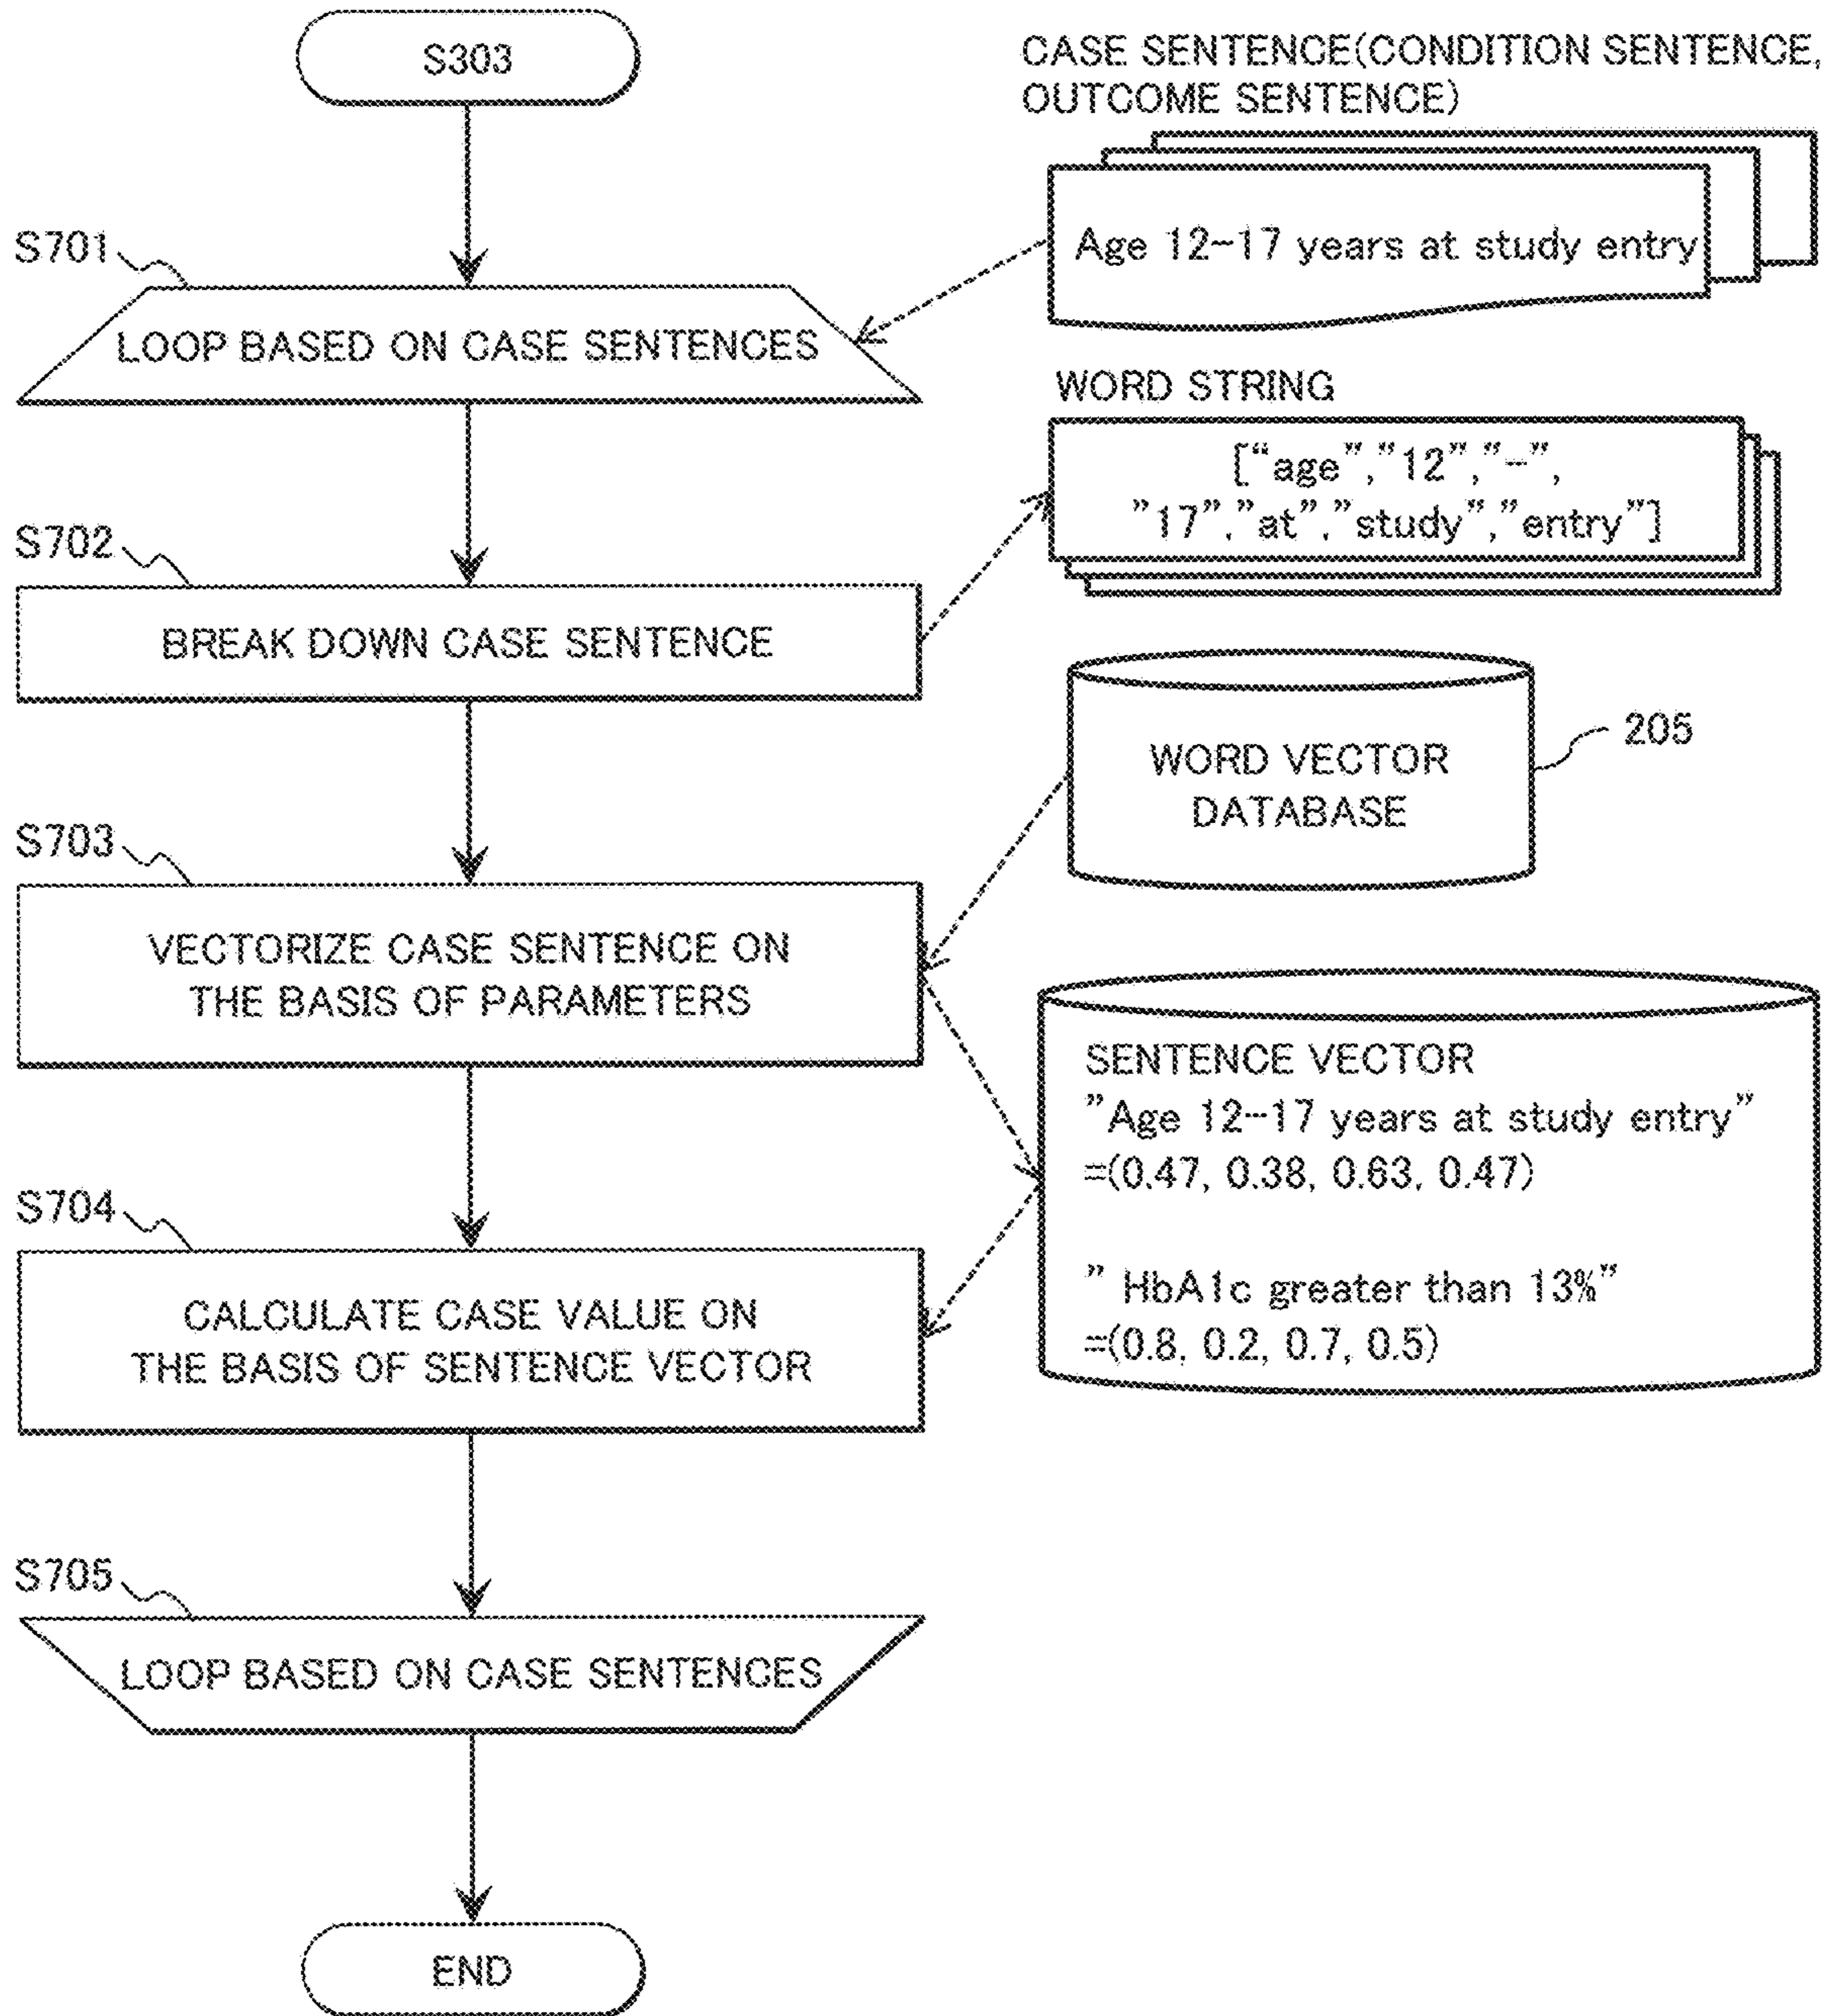 S303
CASE SENTENCE(CONDITION SENTENCE,
OUTCOME SENTENCE)
Age 12-17 years at study entry
S701
LOOP BASED ON CASE SENTENCES
WORD STRING
[“age”,”12”,”-”,
”17”,”at”,”study”,”entry”]
S702
BREAK DOWN CASE SENTENCE
WORD VECTOR
DATABASE
205
S703
VECTORIZE CASE SENTENCE ON
THE BASIS OF PARAMETERS
SENTENCE VECTOR
”Age 12-17 years at study entry”
=(0.47, 0.38, 0.63, 0.47)
” HbA1c greater than 13%”
=(0.8, 0.2, 0.7, 0.5)
S704
CALCULATE CASE VALUE ON
THE BASIS OF SENTENCE VECTOR
S705
LOOP BASED ON CASE SENTENCES
END